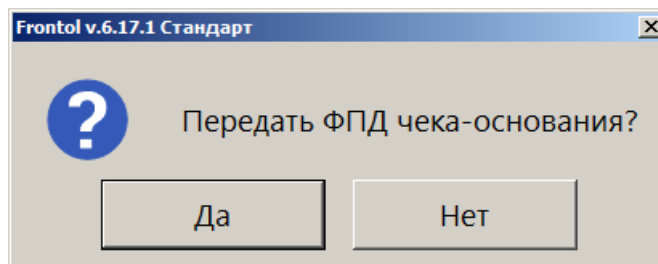 Frontol v.6.17.1 Стандарт
Передать ФПД чека-основания?
Да
Нет